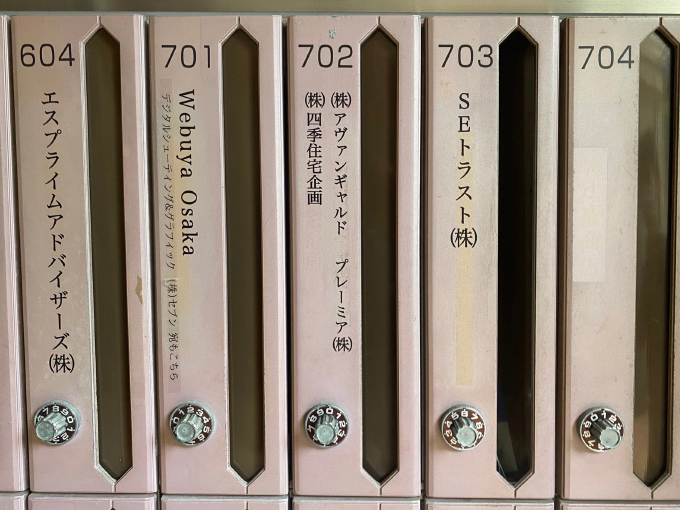 604
エスプライムアドバイザーズ㈱
701
Webuya Osaka
デジタルシューティング&グラフィック (株)セブン 宛もこちら
702
㈱アヴァンギャルド プレーミア㈱
㈱四季住宅企画
703
SEトラスト㈱
704